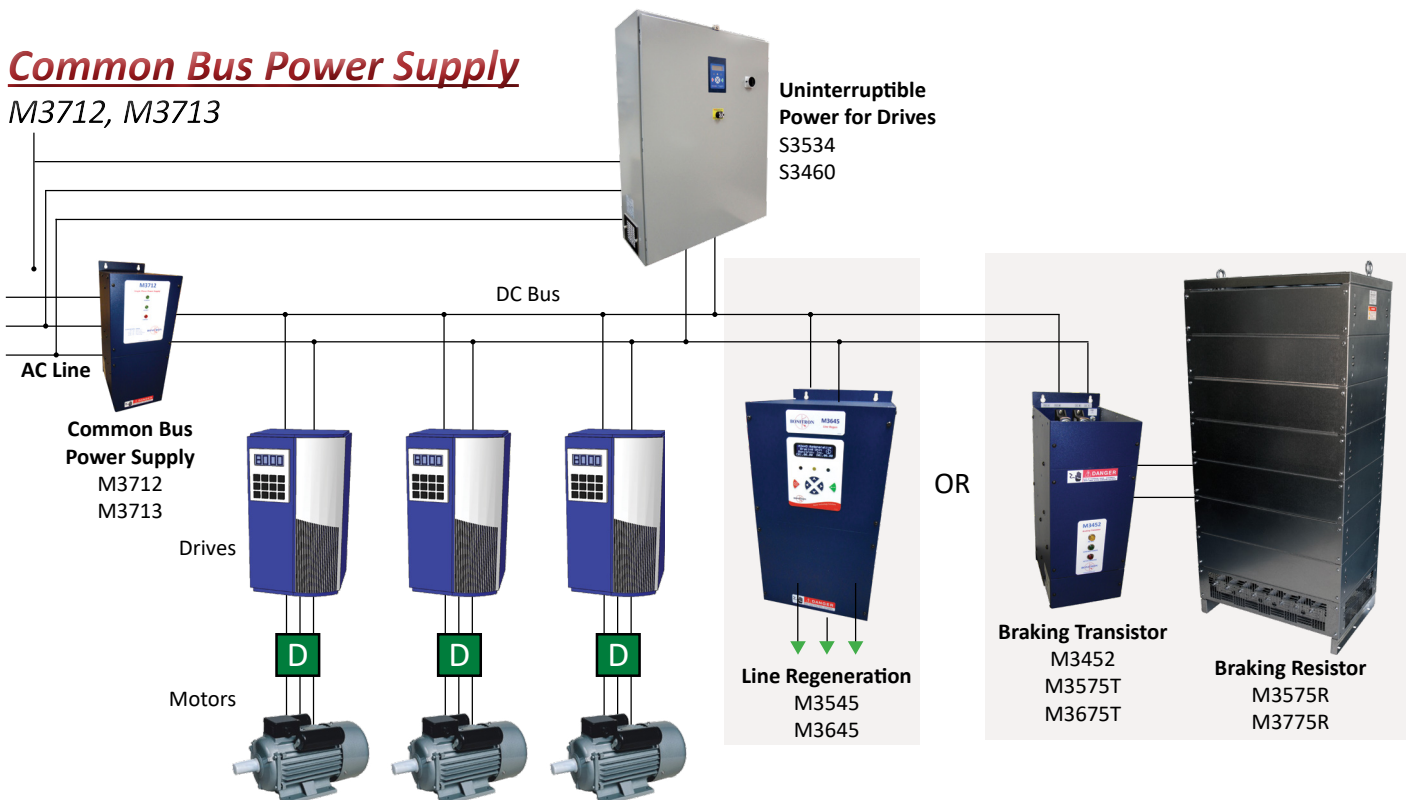 Common Bus Power Supply
M3712, M3713
Uninterruptible
Power for Drives
S3534
S3460
DC Bus
AC Line
M3712
Common Bus
Power Supply
M3712
M3713
Drives
Motors
D
D
D
BONITRON
M3645
DANGER
Line Regeneration
M3545
M3645
OR
DANGER
M3452
Braking Transistor
M3452
M3575T
M3675T
Braking Resistor
M3575R
M3775R